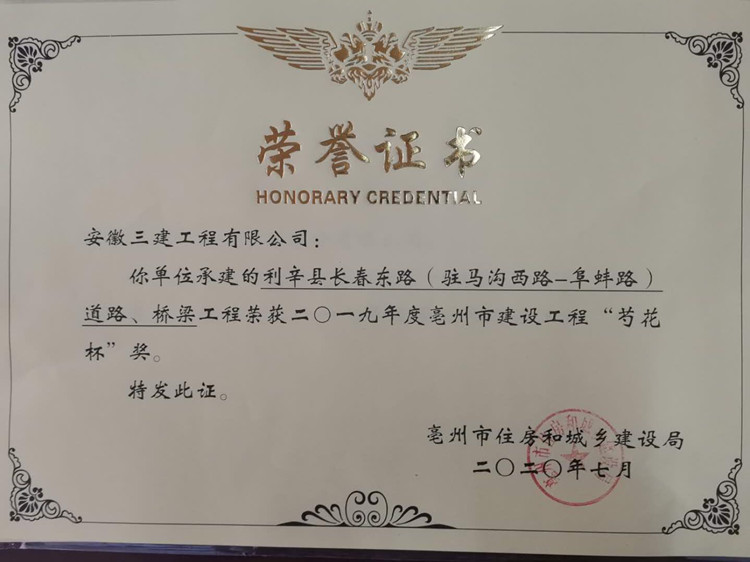 荣誉证书
HONORARY CREDENTIAL
安徽三建工程有限公司：
你单位承建的利辛县长春东路（驻马沟西路-阜蚌路）
道路、桥梁工程荣获二〇一九年度亳州市建设工程“芍花
杯”奖。
特发此证。
亳州市住房和城乡建设局
二〇二〇年七月